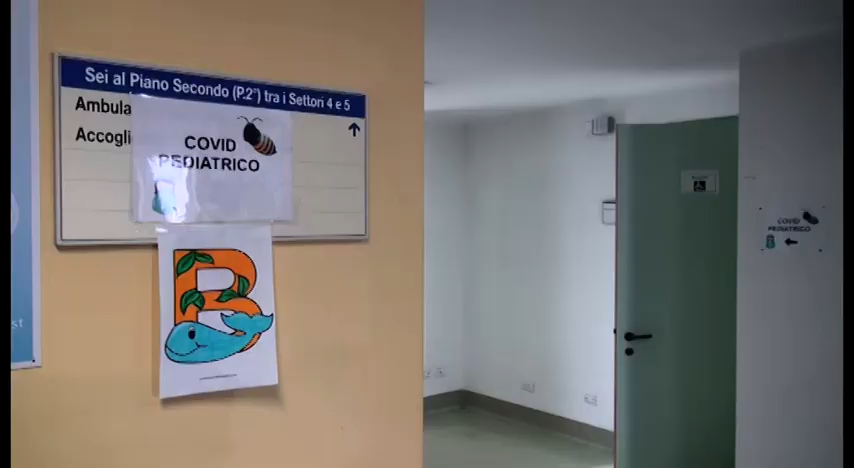 Sei al Piano Secondo (P.2°) tra i Settori 4 e 5
Ambula
Accogli
COVID
PEDIATRICO
B
COVID
PEDIATRICO